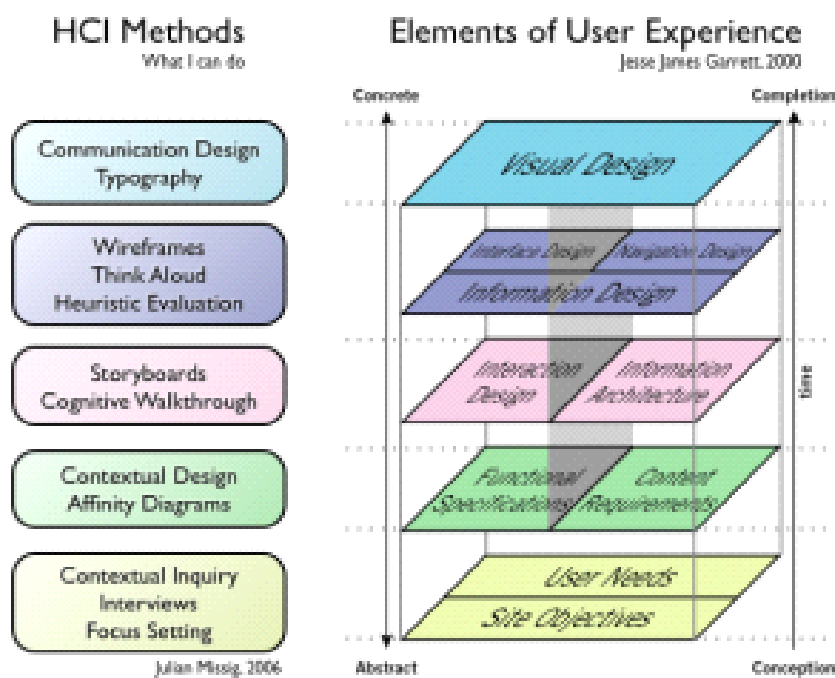 HCI Methods
What I can do
Communication Design
Typography
Wireframes
Think Aloud
Heuristic Evaluation
Storyboards
Cognitive Walkthrough
Contextual Design
Affinity Diagrams
Contextual Inquiry
Interviews
Focus Setting
Julian Missig, 2006
Elements of User Experience
Jesse James Garrett, 2000
Concrete
Completion
Visual Design
Interface Design
Navigation Design
Information Design
Interaction
Design
Information
Architecture
time
Functional
Specifications
Content
Requirements
User Needs
Site Objectives
Abstract
Conception